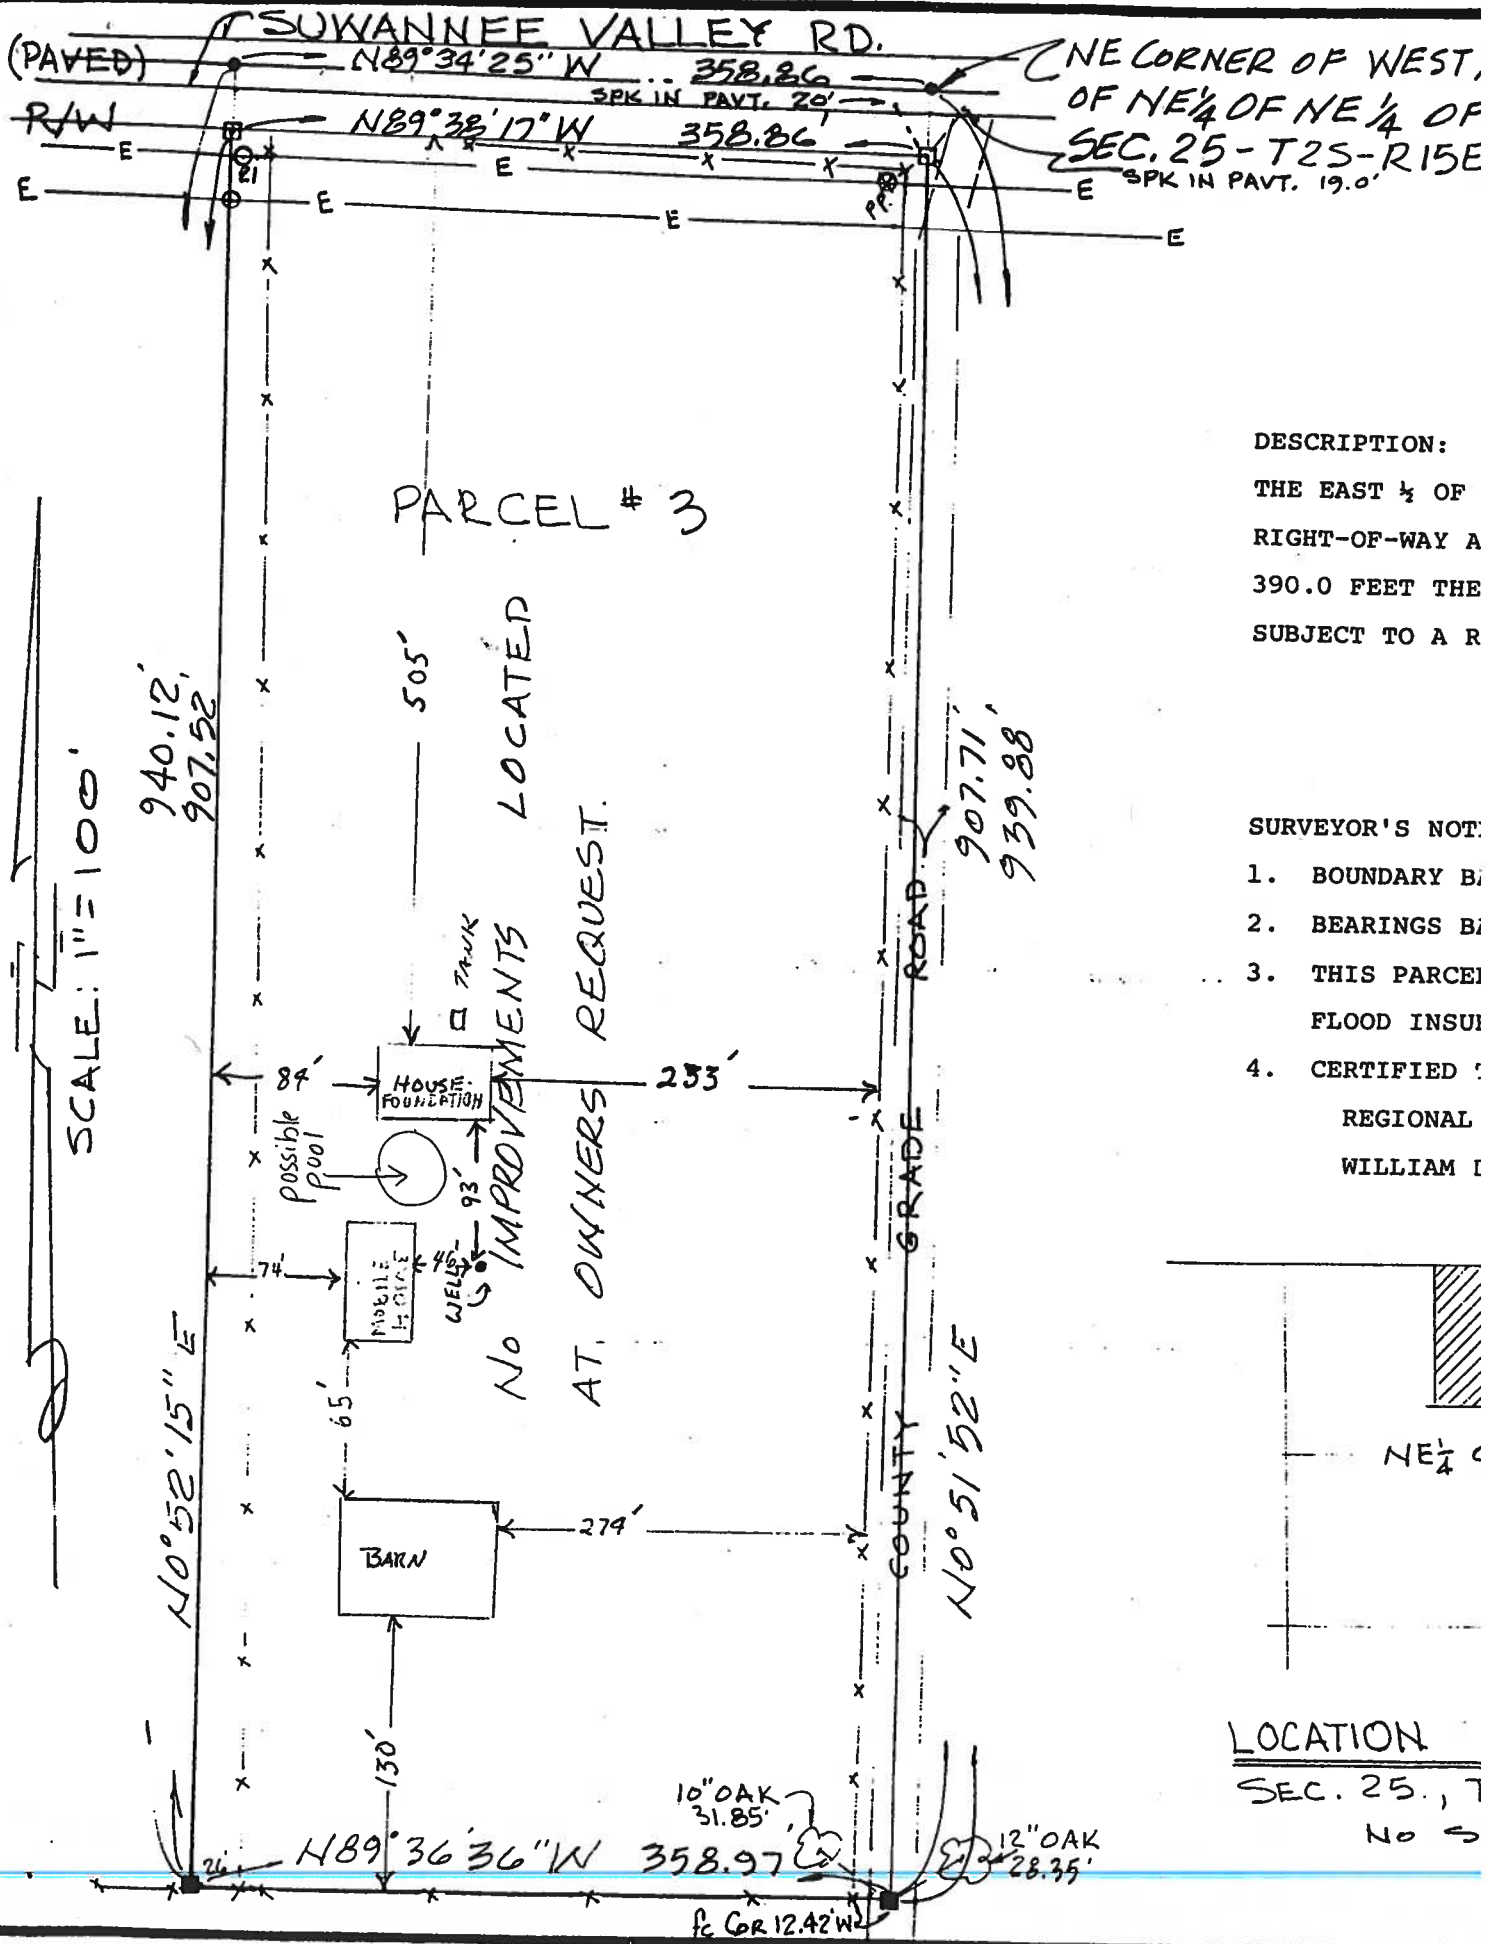 SUWANNEE VALLEY RD.
(PAVED)
N89°34'25" W 358.86
SPK IN PAVT. 20'
NE CORNER OF WEST
OF NE¼ OF NE¼ OF
SEC. 25 - T2S - R15E
SPK IN PAVT. 19.0'
R/W
N89°38'17" W 358.86'
E
E
E
21
P.P.
E
E
E
E
PARCEL # 3
DESCRIPTION:
THE EAST ½ OF
RIGHT-OF-WAY A
390.0 FEET THE
SUBJECT TO A R
505'
940.12'
907.52'
SCALE: 1" = 100'
907.71'
939.88'
NO IMPROVEMENTS LOCATED
AT OWNERS REQUEST.
TANK
SURVEYOR'S NOT
1. BOUNDARY BA
2. BEARINGS BA
3. THIS PARCEL
FLOOD INSU
4. CERTIFIED T
REGIONAL
WILLIAM D
84'
HOUSE
FOUNDATION
233'
possible
pool
93'
74'
MOBILE
HOME
46'
WELL
COUNTY GRADE ROAD
65'
N0°52'15" E
N0°51'52" E
BARN
274'
130'
NE¼
10" OAK
31.85'
12" OAK
28.35'
26'
N89°36'36" W 358.97'
fc COR 12.42'W
LOCATION
SEC. 25., T
NO S